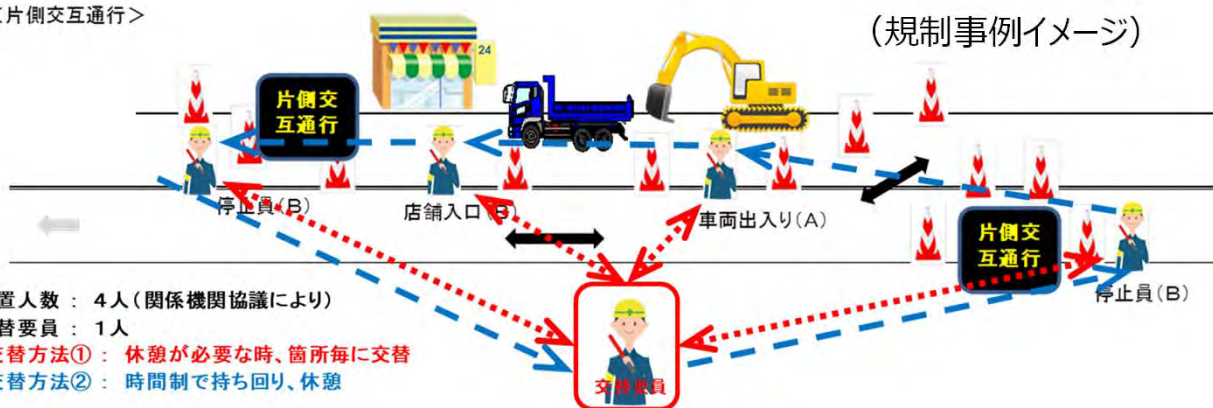 片側交互通行＞
（規制事例イメージ）
24
片側交
互通行
停止員（B）
店舗入口（B）
車両出入り（A）
片側交
互通行
停止員（B）
置人数 ： ４人（関係機関協議により）
替要員 ： １人
交替方法① ： 休憩が必要な時、箇所毎に交替
交替方法② ： 時間制で持ち回り、休憩
交替要員